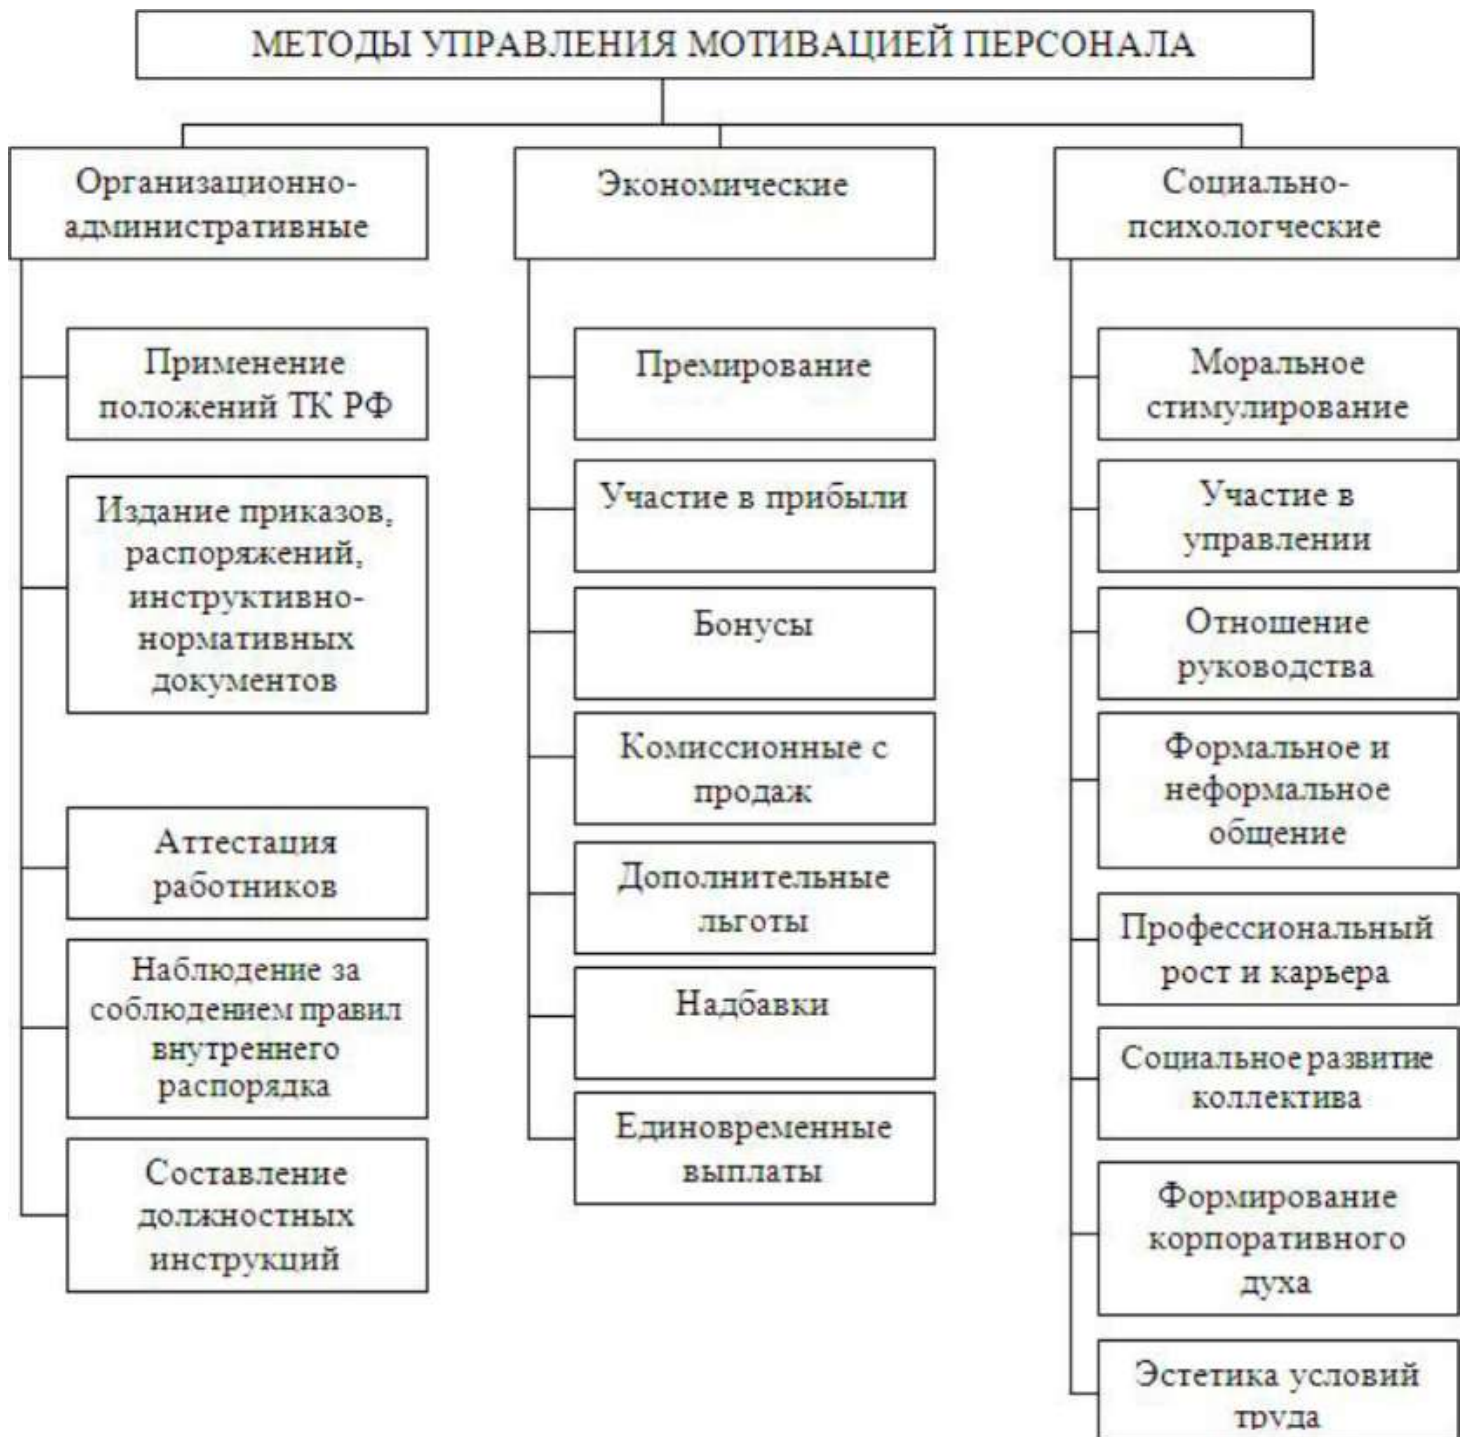 МЕТОДЫ УПРАВЛЕНИЯ МОТИВАЦИЕЙ ПЕРСОНАЛА
Организационно-
административные
Применение
положений ТК РФ
Издание приказов,
распоряжений,
инструктивно-
нормативных
документов
Аттестация
работников
Наблюдение за
соблюдением правил
внутреннего
распорядка
Составление
должностных
инструкций
Экономические
Премирование
Участие в прибыли
Бонусы
Комиссионные с
продаж
Дополнительные
льготы
Надбавки
Единовременные
выплаты
Социально-
психологческие
Моральное
стимулирование
Участие в
управлении
Отношение
руководства
Формальное и
неформальное
общение
Профессиональный
рост и карьера
Социальное развитие
коллектива
Формирование
корпоративного
духа
Эстетика условий
труда